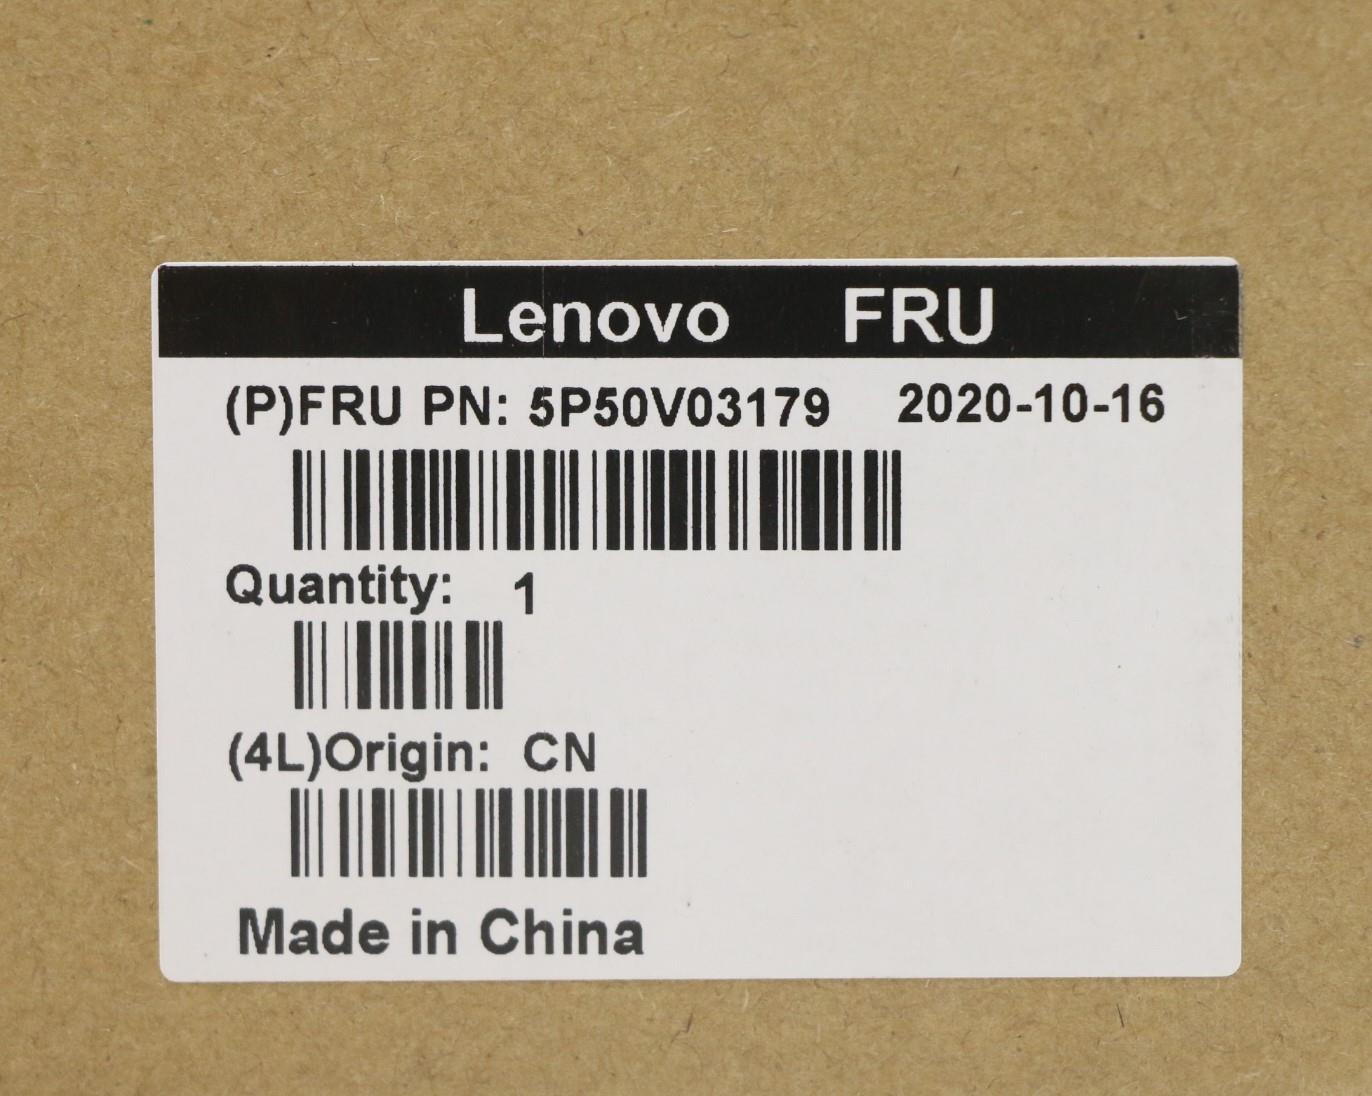 Lenovo FRU
(P)FRU PN: 5P50V03179 2020-10-16
Quantity: 1
(4L)Origin: CN
Made in China